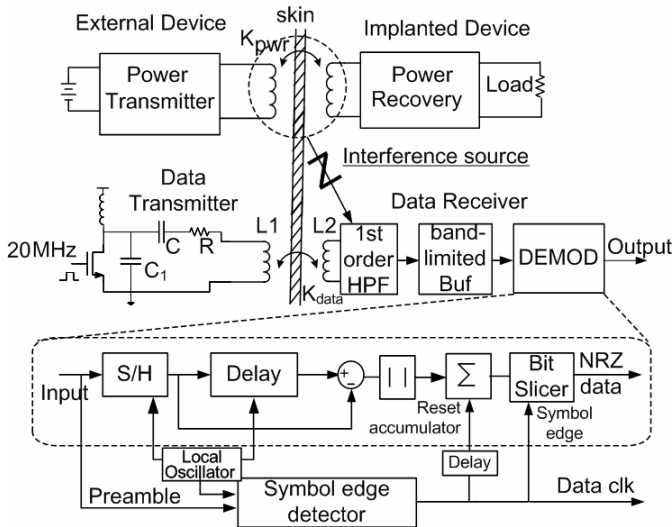 External Device
skin
Implanted Device
Kpwr
Power
Transmitter
Power
Recovery
Load
Interference source
Data
Transmitter
Data Receiver
20MHz
C
R
C1
L1
L2
Kdata
1st
order
HPF
band-
limited
Buf
DEMOD
Output
Input
S/H
Delay
+
-
| |
Σ
Bit
Slicer
NRZ
data
Reset
accumulator
Symbol
edge
Local
Oscillator
Delay
Preamble
Symbol edge
detector
Data clk